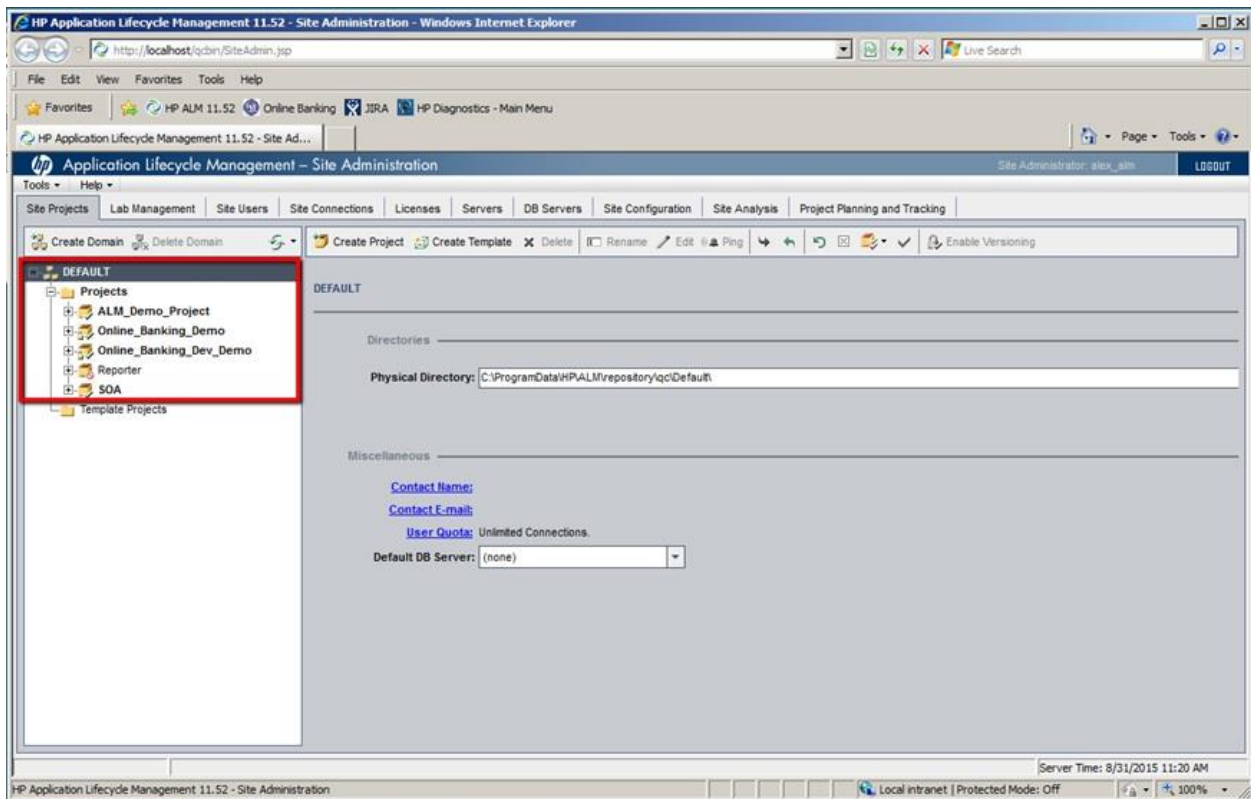 HP Application Lifecycle Management 11.52 - Site Administration - Windows Internet Explorer
http://localhost/qcbin/SiteAdmin.jsp
Live Search
File Edit View Favorites Tools Help
Favorites HP ALM 11.52 Online Banking JIRA HP Diagnostics - Main Menu
HP Application Lifecycle Management 11.52 - Site Ad...
Page Tools
hp Application Lifecycle Management – Site Administration Site Administrator: alex_alm LOGOUT
Tools Help
Site Projects Lab Management Site Users Site Connections Licenses Servers DB Servers Site Configuration Site Analysis Project Planning and Tracking
Create Domain Delete Domain Create Project Create Template Delete Rename Edit Ping Enable Versioning
DEFAULT
Projects
ALM_Demo_Project
Online_Banking_Demo
Online_Banking_Dev_Demo
Reporter
SOA
Template Projects
DEFAULT
Directories
Physical Directory: C:\ProgramData\HP\ALM\repository\qc\Default\
Miscellaneous
Contact Name:
Contact E-mail:
User Quota: Unlimited Connections.
Default DB Server: (none)
Server Time: 8/31/2015 11:20 AM
HP Application Lifecycle Management 11.52 - Site Administration Local intranet | Protected Mode: Off 100%